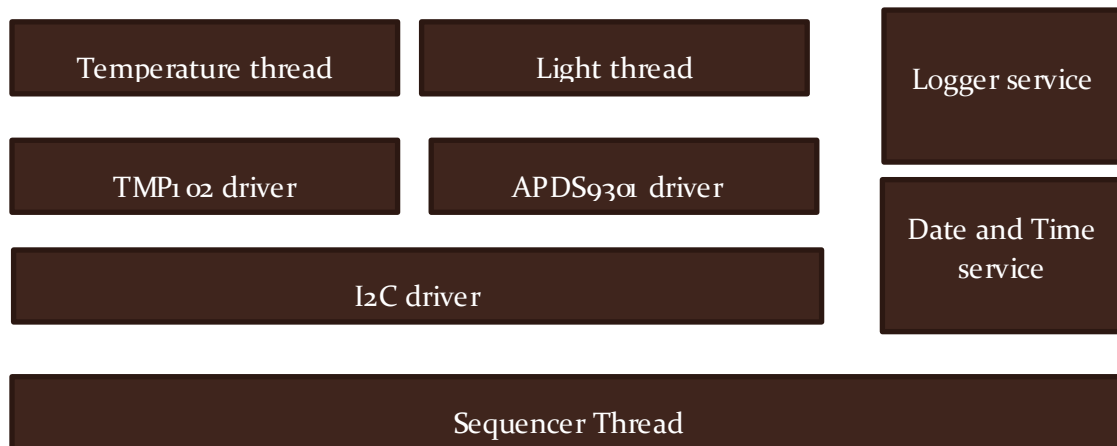 Temperature thread
Light thread
Logger service
TMP102 driver
APDS9301 driver
Date and Time
service
I2C driver
Sequencer Thread